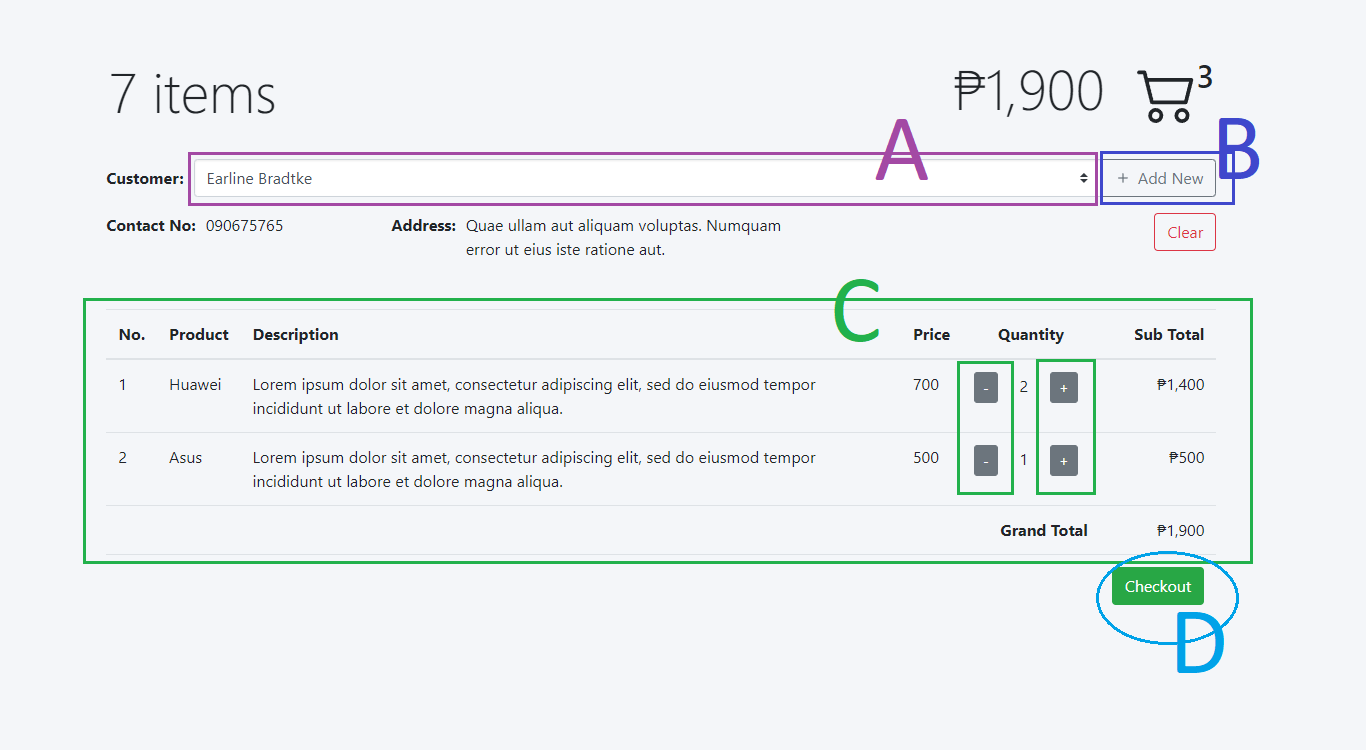 7 items
₱1,900 3
A B
Customer: Earline Bradtke + Add New
Contact No: 090675765 Address: Quae ullam aut aliquam voluptas. Numquam
error ut eius iste ratione aut.
Clear
C
No. Product Description Price Quantity Sub Total
1 Huawei Lorem ipsum dolor sit amet, consectetur adipiscing elit, sed do eiusmod tempor 700 - 2 + ₱1,400
incididunt ut labore et dolore magna aliqua.
2 Asus Lorem ipsum dolor sit amet, consectetur adipiscing elit, sed do eiusmod tempor 500 - 1 + ₱500
incididunt ut labore et dolore magna aliqua.
Grand Total ₱1,900
Checkout
D